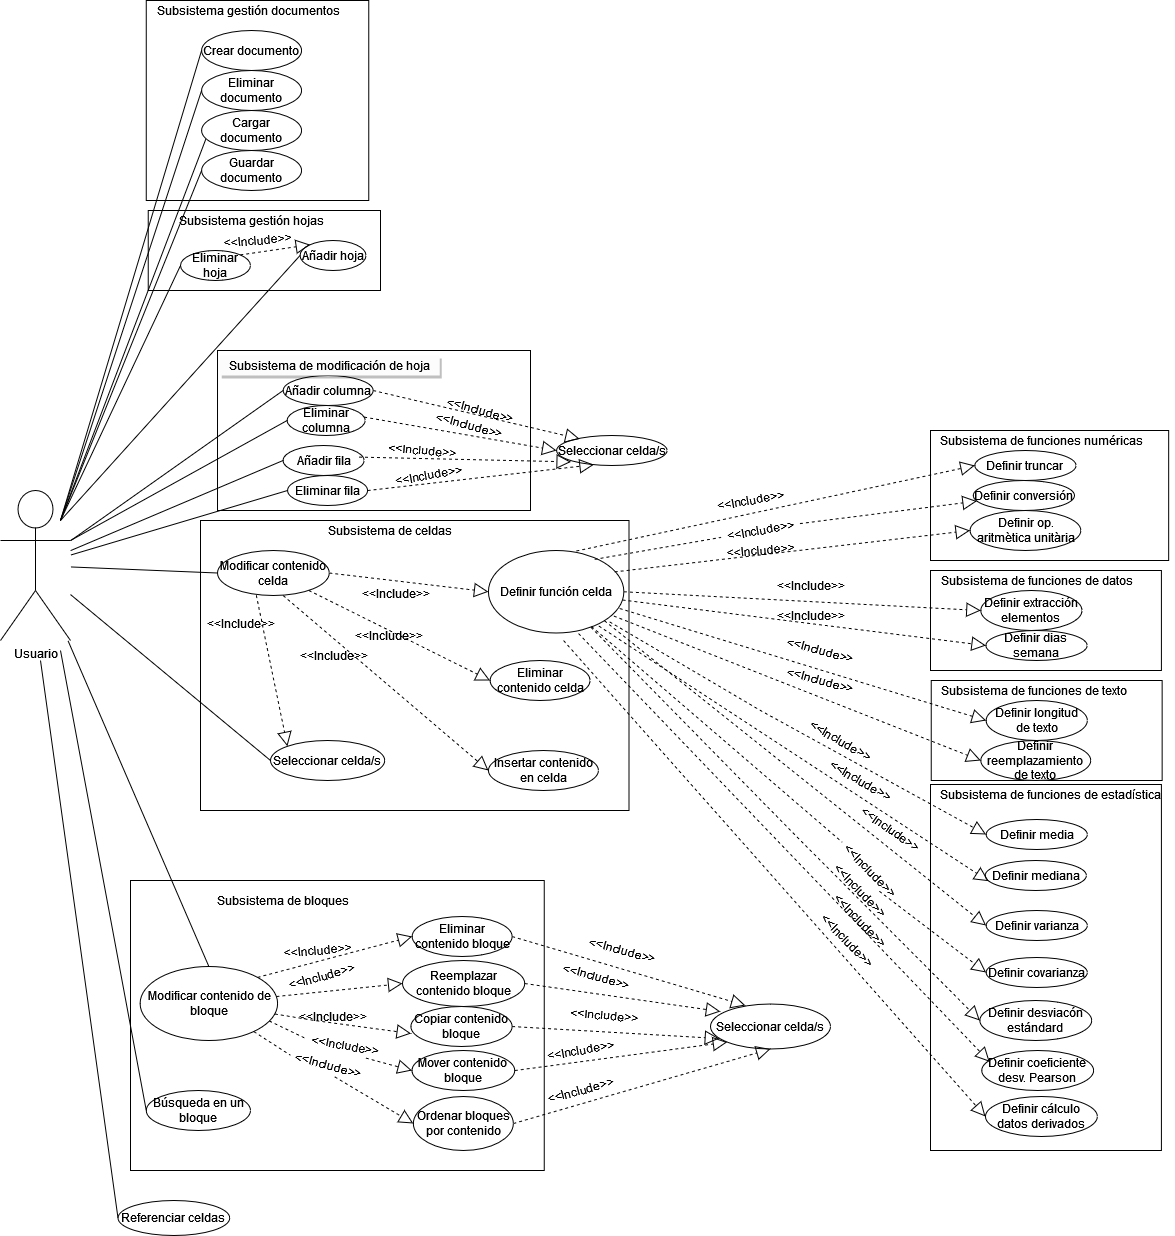 Subsistema gestión documentos
Crear documento
Eliminar
documento
Cargar
documento
Guardar
documento
Subsistema gestión hojas
<<Include>>
Eliminar
hoja
Añadir hoja
Subsistema de modificación de hoja
Añadir columna
Eliminar
columna
Añadir fila
Eliminar fila
<<Include>>
<<Include>>
<<Include>>
<<Include>>
Seleccionar celda/s
Usuario
Subsistema de celdas
Modificar contenido
celda
<<Include>>
<<Include>>
<<Include>>
<<Include>>
Definir función celda
Eliminar
contenido celda
Seleccionar celda/s
Insertar contenido
en celda
<<Include>>
<<Include>>
<<Include>>
<<Include>>
<<Include>>
<<Include>>
<<Include>>
<<Include>>
<<Include>>
<<Include>>
<<Include>>
<<Include>>
<<Include>>
<<Include>>
Subsistema de funciones numéricas
Definir truncar
Definir conversión
Definir op.
aritmètica unitària
Subsistema de funciones de datos
Definir extracción
elementos
Definir dias
semana
Subsistema de funciones de texto
Definir longitud
de texto
Definir
reemplazamiento
de texto
Subsistema de funciones de estadística
Definir media
Definir mediana
Definir varianza
Definir covarianza
Definir desviacón
estándard
Definir coeficiente
desv. Pearson
Definir cálculo
datos derivados
Subsistema de bloques
Modificar contenido de
bloque
Búsqueda en un
bloque
<<Include>>
<<Include>>
<<Include>>
<<Include>>
<<Include>>
Eliminar
contenido bloque
Reemplazar
contenido bloque
Copiar contenido
bloque
Mover contenido
bloque
Ordenar bloques
por contenido
<<Include>>
<<Include>>
<<Include>>
<<Include>>
<<Include>>
Seleccionar celda/s
Referenciar celdas